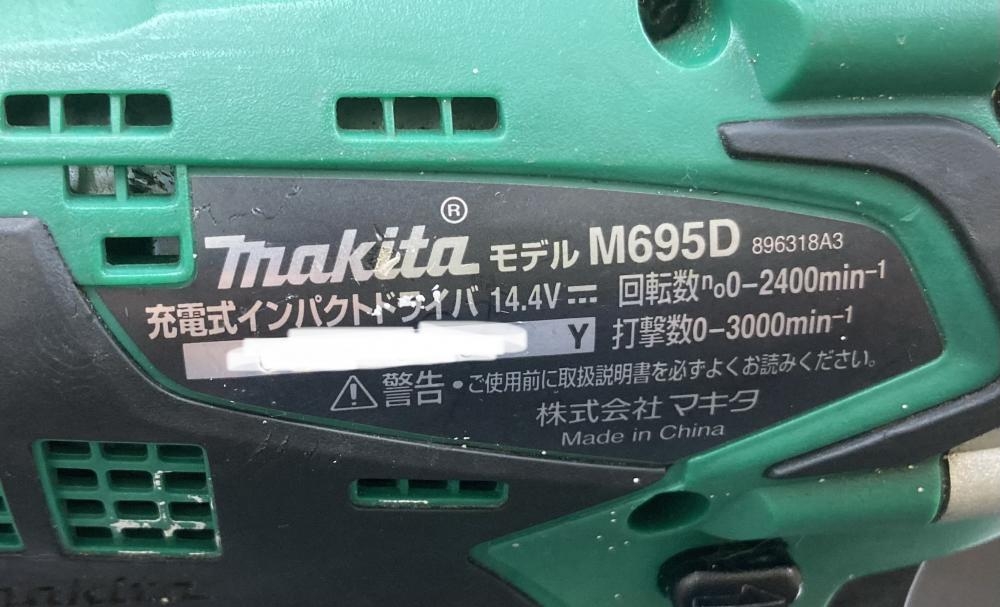 makita® モデル M695D 896318A3
充電式インパクトドライバ 14.4V⎓ 回転数n₀0-2400min⁻¹
Y 打撃数0-3000min⁻¹
⚠警告・ご使用前に取扱説明書を必ずよくお読みください。
株式会社 マキタ
Made in China
makita